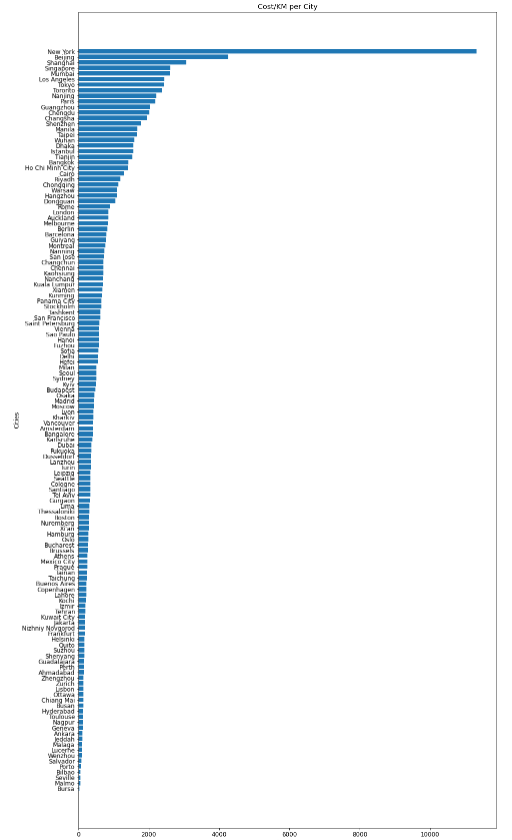 Cost/KM per City
New York
Beijing
Shanghai
Singapore
Mumbai
Los Angeles
Tokyo
Toronto
Nanjing
Paris
Guangzhou
Chengdu
Changsha
Shenzhen
Manila
Taipei
Wuhan
Dhaka
Istanbul
Tianjin
Bangkok
Ho Chi Minh City
Cairo
Riyadh
Chongqing
Warsaw
Hangzhou
Dongguan
Rome
London
Auckland
Melbourne
Berlin
Barcelona
Guiyang
Montreal
Nanning
San Jose
Changchun
Chennai
Kaohsiung
Nanchang
Kuala Lumpur
Xiamen
Kunming
Panama City
Stockholm
Tashkent
San Francisco
Saint Petersburg
Vienna
Sao Paulo
Hanoi
Fuzhou
Sofia
Delhi
Hefei
Milan
Seoul
Sydney
Kyiv
Budapest
Osaka
Madrid
Moscow
Lyon
Kharkiv
Vancouver
Amsterdam
Bangalore
Karlsruhe
Dubai
Fukuoka
Dusseldorf
Lanzhou
Turin
Leipzig
Seattle
Cologne
Santiago
Tel Aviv
Gurgaon
Lima
Thessaloniki
Boston
Nuremberg
Xi'an
Hamburg
Oslo
Bucharest
Brussels
Athens
Mexico City
Prague
Tainan
Taichung
Buenos Aires
Copenhagen
Lahore
Kochi
Izmir
Tehran
Kuwait City
Jakarta
Nizhniy Novgorod
Frankfurt
Helsinki
Quito
Suzhou
Shenyang
Guadalajara
Perth
Ahmadabad
Zhengzhou
Zurich
Lisbon
Ottawa
Chiang Mai
Busan
Hyderabad
Toulouse
Nagpur
Geneva
Ankara
Jeddah
Malaga
Lucerne
Wenzhou
Salvador
Porto
Bilbao
Seville
Malmo
Bursa
Cities
0 2000 4000 6000 8000 10000